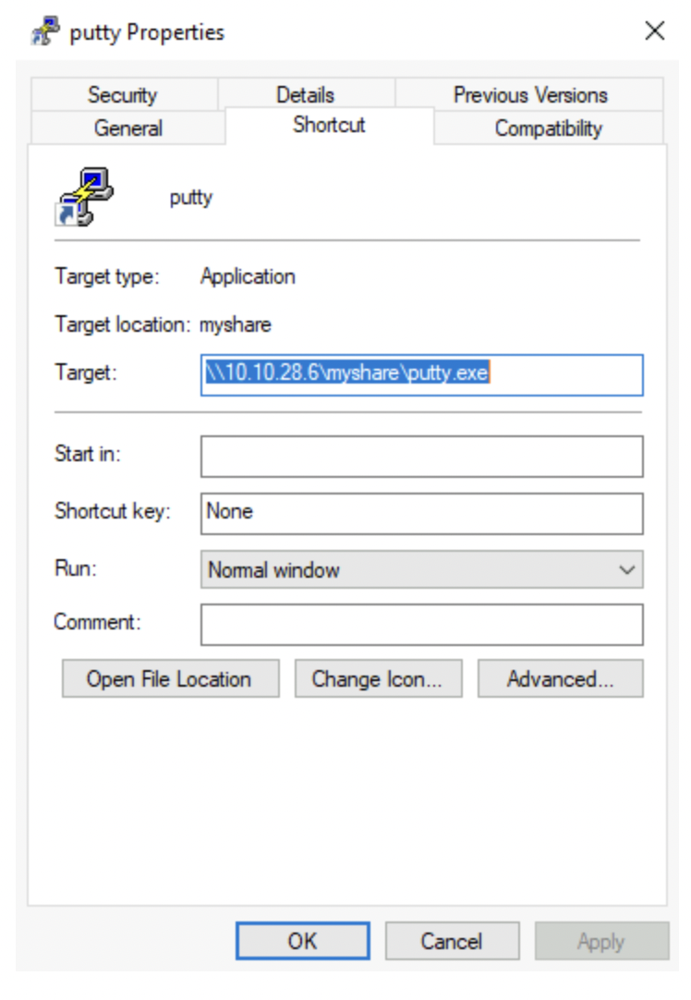 putty Properties
Security Details Previous Versions
General Shortcut Compatibility
putty
Target type: Application
Target location: myshare
Target: \\10.10.28.6\myshare\putty.exe
Start in:
Shortcut key: None
Run: Normal window
Comment:
Open File Location Change Icon... Advanced...
OK Cancel Apply